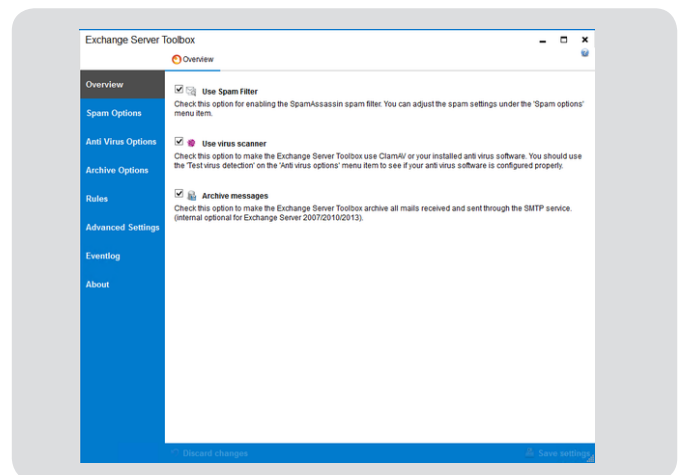 Exchange Server Toolbox
Overview
Overview
Spam Options
Anti Virus Options
Archive Options
Rules
Advanced Settings
Eventlog
About
Use Spam Filter
Check this option for enabling the SpamAssassin spam filter. You can adjust the spam settings under the 'Spam options'
menu item.
Use virus scanner
Check this option to make the Exchange Server Toolbox use ClamAV or your installed anti virus software. You should use
the 'Test virus detection' on the 'Anti virus options' menu item to see if your anti virus software is configured properly.
Archive messages
Check this option to make the Exchange Server Toolbox archive all mails received and sent through the SMTP service.
(internal optional for Exchange Server 2007/2010/2013).
Discard changes
Save settings